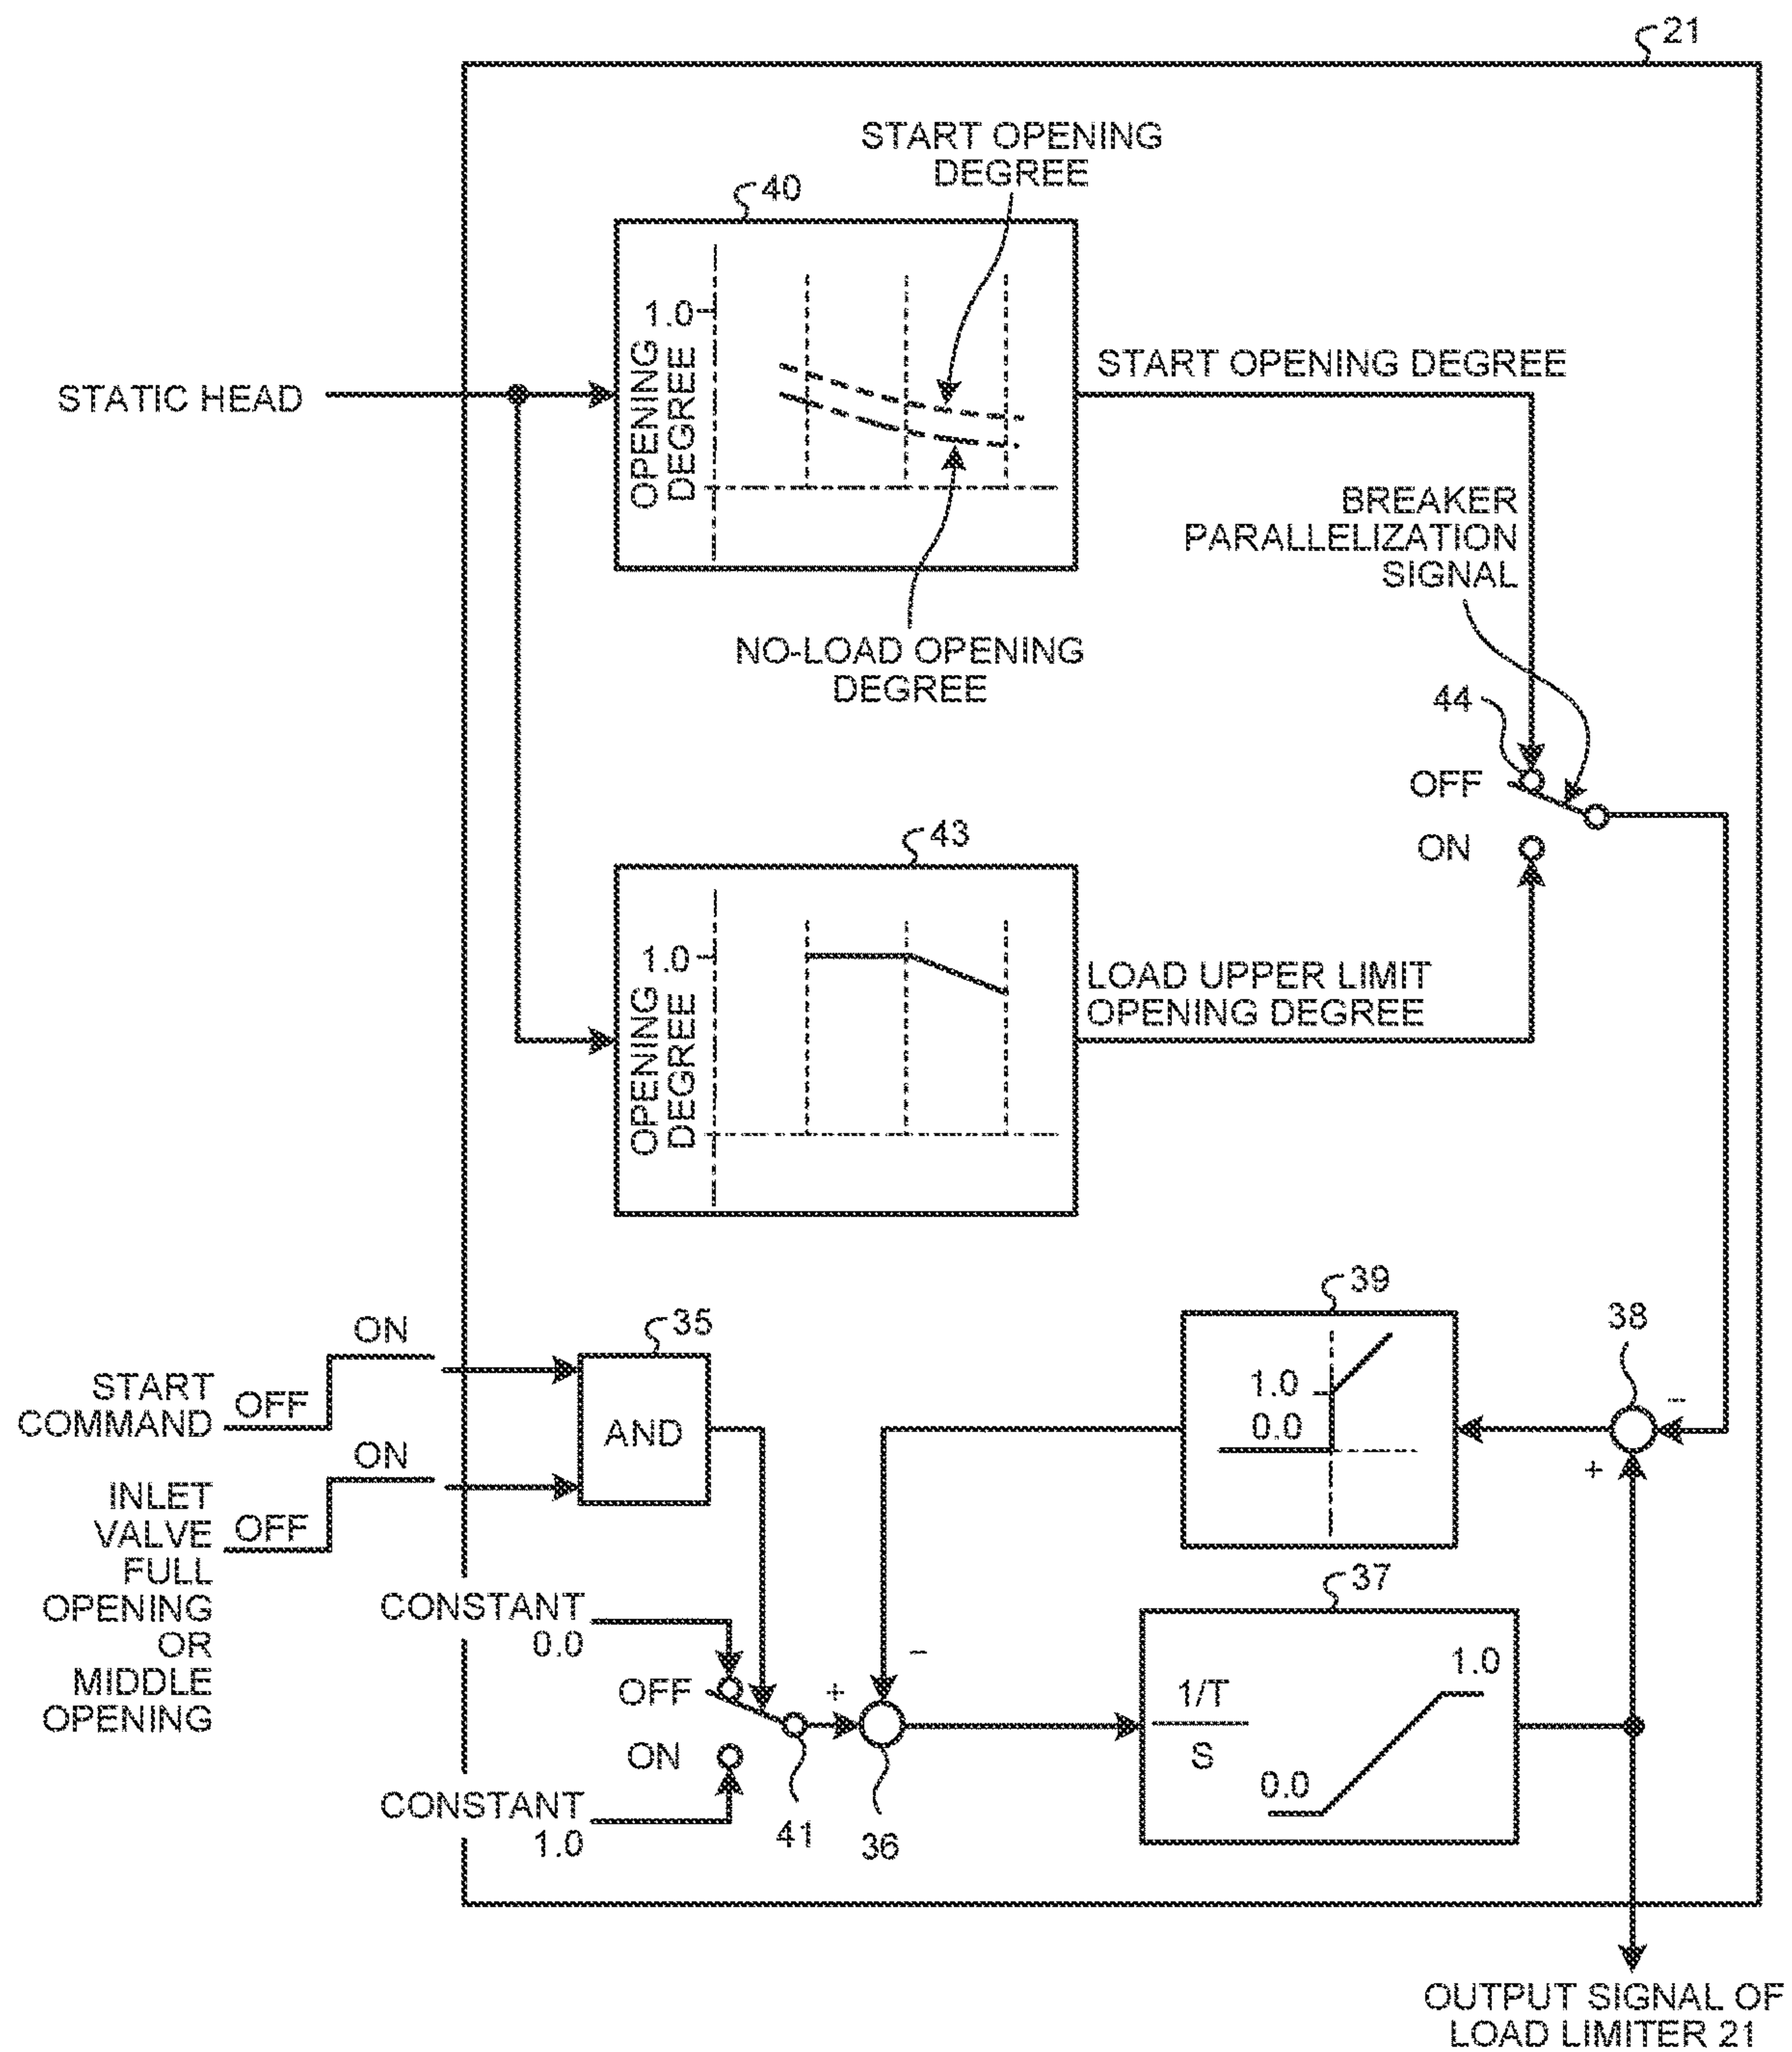 21
START OPENING
DEGREE
40
1.0
OPENING
DEGREE
STATIC HEAD
START OPENING DEGREE
BREAKER
PARALLELIZATION
SIGNAL
NO-LOAD OPENING
DEGREE
44
OFF
ON
43
1.0
OPENING
DEGREE
LOAD UPPER LIMIT
OPENING DEGREE
39
38
35
ON
START
COMMAND
OFF
AND
1.0
0.0
−
+
ON
INLET
VALVE
FULL
OPENING
OR
MIDDLE
OPENING
OFF
37
CONSTANT
0.0
OFF
ON
+
−
1/T
S
1.0
0.0
CONSTANT
1.0
41
36
OUTPUT SIGNAL OF
LOAD LIMITER 21